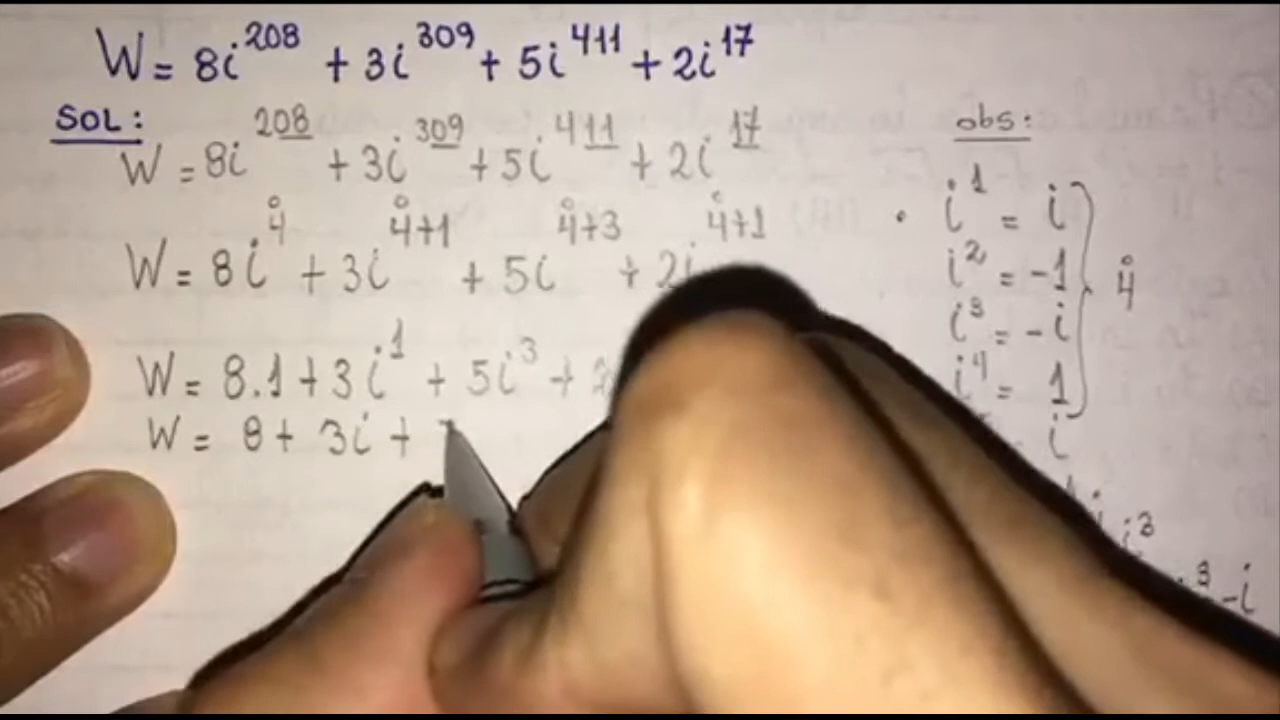 W = 8i^208 + 3i^309 + 5i^411 + 2i^17
SOL:
W = 8i^208 + 3i^309 + 5i^411 + 2i^17
W = 8i^4̊ + 3i^4̊+1 + 5i^4̊+3 + 2i^4̊+1
W = 8.1 + 3i^1 + 5i^3 +
W = 8 + 3i +
obs:
. i^1 = i
i^2 = -1
i^3 = -i
i^4 = 1
4̊
i
i^3
-i